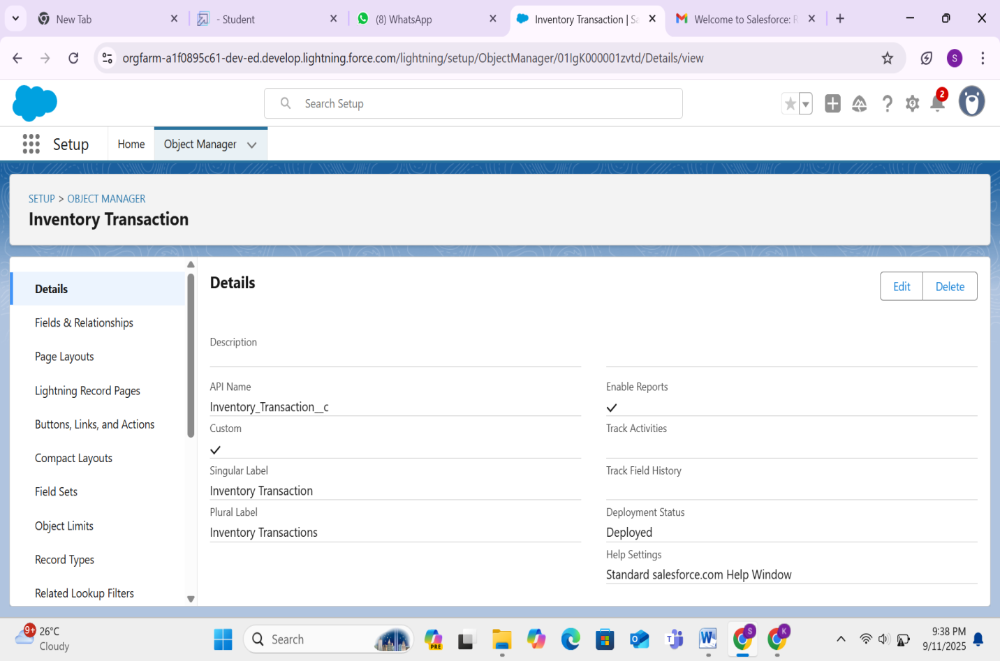 New Tab
- Student
(8) WhatsApp
Inventory Transaction | Sa
Welcome to Salesforce: R
orgfarm-a1f0895c61-dev-ed.develop.lightning.force.com/lightning/setup/ObjectManager/01IgK000001zvtd/Details/view
S
Search Setup
2
Setup
Home
Object Manager
SETUP > OBJECT MANAGER
Inventory Transaction
Details
Fields & Relationships
Page Layouts
Lightning Record Pages
Buttons, Links, and Actions
Compact Layouts
Field Sets
Object Limits
Record Types
Related Lookup Filters
Details
Edit
Delete
Description
API Name
Inventory_Transaction__c
Custom
Singular Label
Inventory Transaction
Plural Label
Inventory Transactions
Enable Reports
Track Activities
Track Field History
Deployment Status
Deployed
Help Settings
Standard salesforce.com Help Window
9+
26°C
Cloudy
Search
PRE
S
K
9:38 PM
9/11/2025